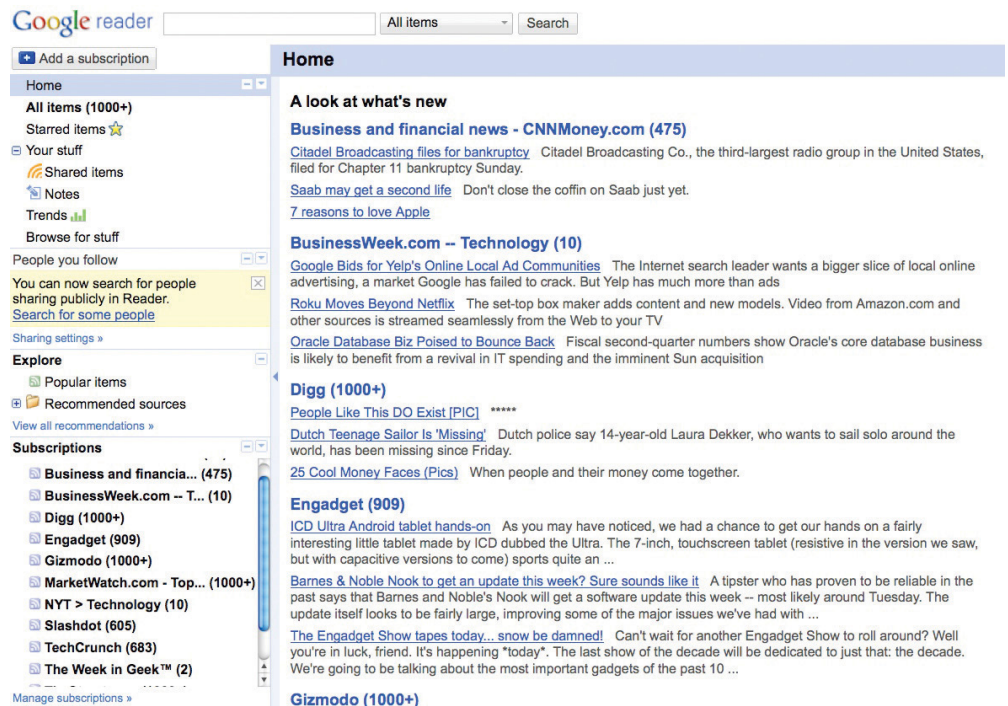 Google reader
All items
Search
Add a subscription
Home
All items (1000+)
Starred items
Your stuff
Shared items
Notes
Trends
Browse for stuff
People you follow
You can now search for people
sharing publicly in Reader.
Search for some people
Sharing settings »
Explore
Popular items
Recommended sources
View all recommendations »
Subscriptions
Business and financia... (475)
BusinessWeek.com -- T... (10)
Digg (1000+)
Engadget (909)
Gizmodo (1000+)
MarketWatch.com - Top... (1000+)
NYT > Technology (10)
Slashdot (605)
TechCrunch (683)
The Week in Geek™ (2)
Manage subscriptions »
Home
A look at what's new
Business and financial news - CNNMoney.com (475)
Citadel Broadcasting files for bankruptcy Citadel Broadcasting Co., the third-largest radio group in the United States,
filed for Chapter 11 bankruptcy Sunday.
Saab may get a second life Don't close the coffin on Saab just yet.
7 reasons to love Apple
BusinessWeek.com -- Technology (10)
Google Bids for Yelp's Online Local Ad Communities The Internet search leader wants a bigger slice of local online
advertising, a market Google has failed to crack. But Yelp has much more than ads
Roku Moves Beyond Netflix The set-top box maker adds content and new models. Video from Amazon.com and
other sources is streamed seamlessly from the Web to your TV
Oracle Database Biz Poised to Bounce Back Fiscal second-quarter numbers show Oracle's core database business
is likely to benefit from a revival in IT spending and the imminent Sun acquisition
Digg (1000+)
People Like This DO Exist [PIC] *****
Dutch Teenage Sailor Is 'Missing' Dutch police say 14-year-old Laura Dekker, who wants to sail solo around the
world, has been missing since Friday.
25 Cool Money Faces (Pics) When people and their money come together.
Engadget (909)
ICD Ultra Android tablet hands-on As you may have noticed, we had a chance to get our hands on a fairly
interesting little tablet made by ICD dubbed the Ultra. The 7-inch, touchscreen tablet (resistive in the version we saw,
but with capacitive versions to come) sports quite an ...
Barnes & Noble Nook to get an update this week? Sure sounds like it A tipster who has proven to be reliable in the
past says that Barnes and Noble's Nook will get a software update this week -- most likely around Tuesday. The
update itself looks to be fairly large, improving some of the major issues we've had with ...
The Engadget Show tapes today... snow be damned! Can't wait for another Engadget Show to roll around? Well
you're in luck, friend. It's happening *today*. The last show of the decade will be dedicated to just that: the decade.
We're going to be talking about the most important gadgets of the past 10 ...
Gizmodo (1000+)